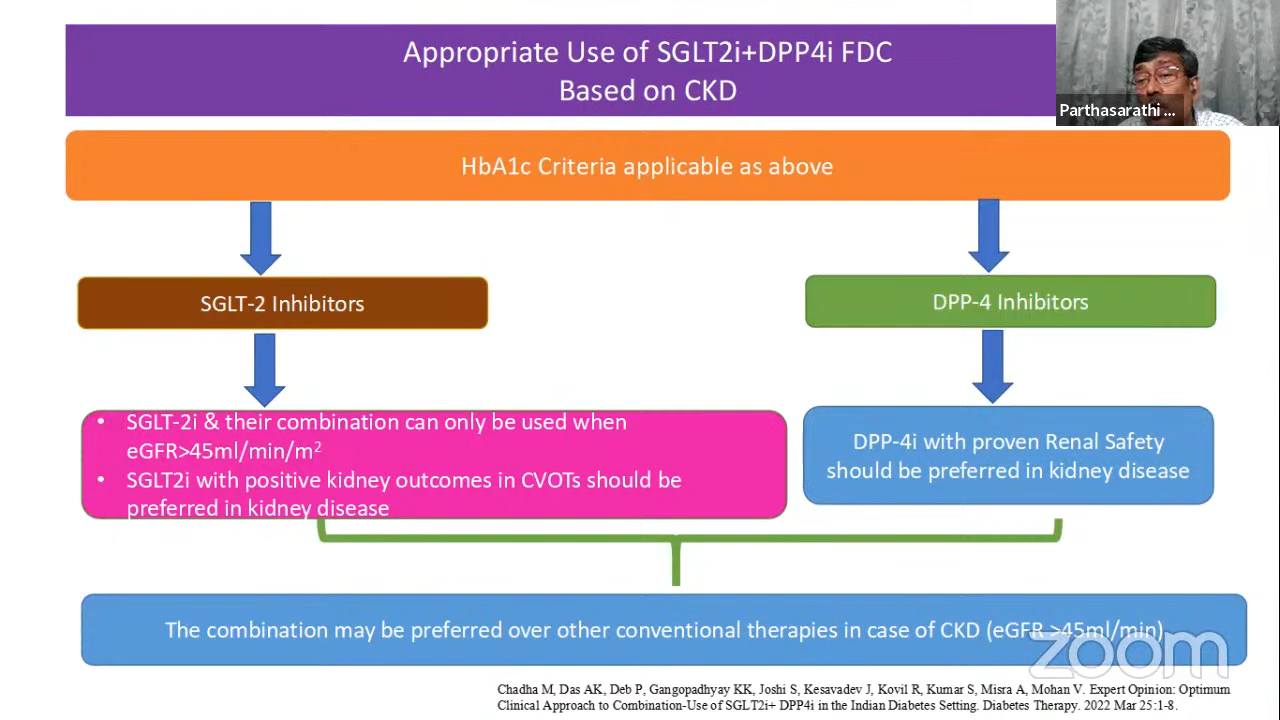 Appropriate Use of SGLT2i+DPP4i FDC
Based on CKD
Parthasarathi ...
HbA1c Criteria applicable as above
SGLT-2 Inhibitors
DPP-4 Inhibitors
• SGLT-2i & their combination can only be used when
eGFR>45ml/min/m²
• SGLT2i with positive kidney outcomes in CVOTs should be
preferred in kidney disease
DPP-4i with proven Renal Safety
should be preferred in kidney disease
The combination may be preferred over other conventional therapies in case of CKD (eGFR >45ml/min)
zoom
Chadha M, Das AK, Deb P, Gangopadhyay KK, Joshi S, Kesavadev J, Kovil R, Kumar S, Misra A, Mohan V. Expert Opinion: Optimum
Clinical Approach to Combination-Use of SGLT2i+ DPP4i in the Indian Diabetes Setting. Diabetes Therapy. 2022 Mar 25:1-8.